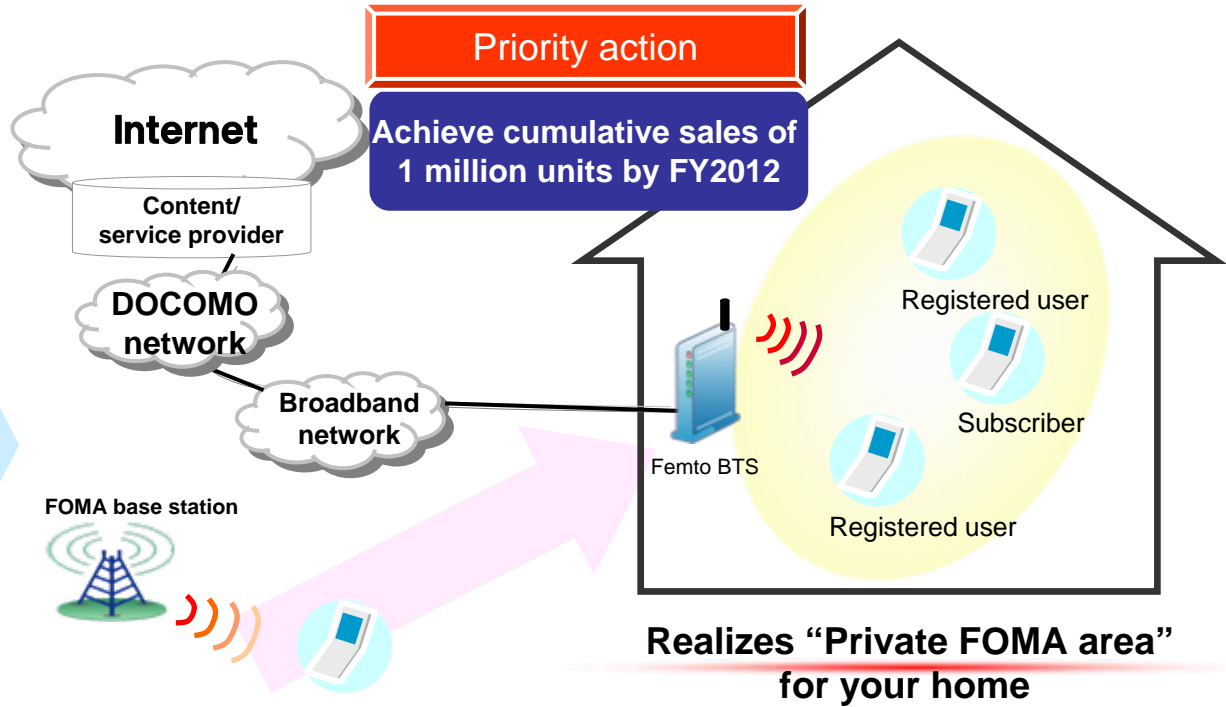 Priority action
Achieve cumulative sales of
1 million units by FY2012
Internet
Content/
service provider
DOCOMO
network
Broadband
network
Femto BTS
Registered user
Subscriber
Registered user
FOMA base station
Realizes “Private FOMA area”
for your home